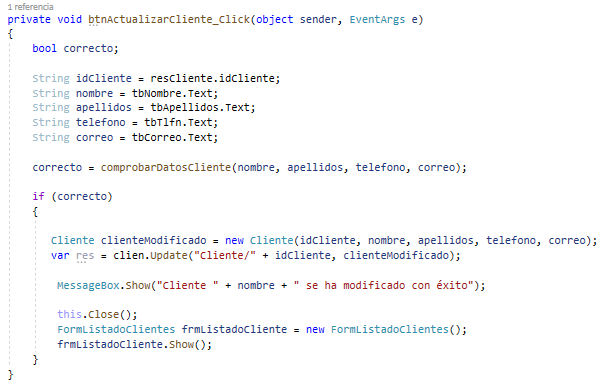 1 referencia
private void btnActualizarCliente_Click(object sender, EventArgs e)
{
bool correcto;
String idCliente = resCliente.idCliente;
String nombre = tbNombre.Text;
String apellidos = tbApellidos.Text;
String telefono = tbTlfn.Text;
String correo = tbCorreo.Text;
correcto = comprobarDatosCliente(nombre, apellidos, telefono, correo);
if (correcto)
{
Cliente clienteModificado = new Cliente(idCliente, nombre, apellidos, telefono, correo);
var res = clien.Update("Cliente/" + idCliente, clienteModificado);
MessageBox.Show("Cliente " + nombre + " se ha modificado con éxito");
this.Close();
FormListadoClientes frmListadoCliente = new FormListadoClientes();
frmListadoCliente.Show();
}
}